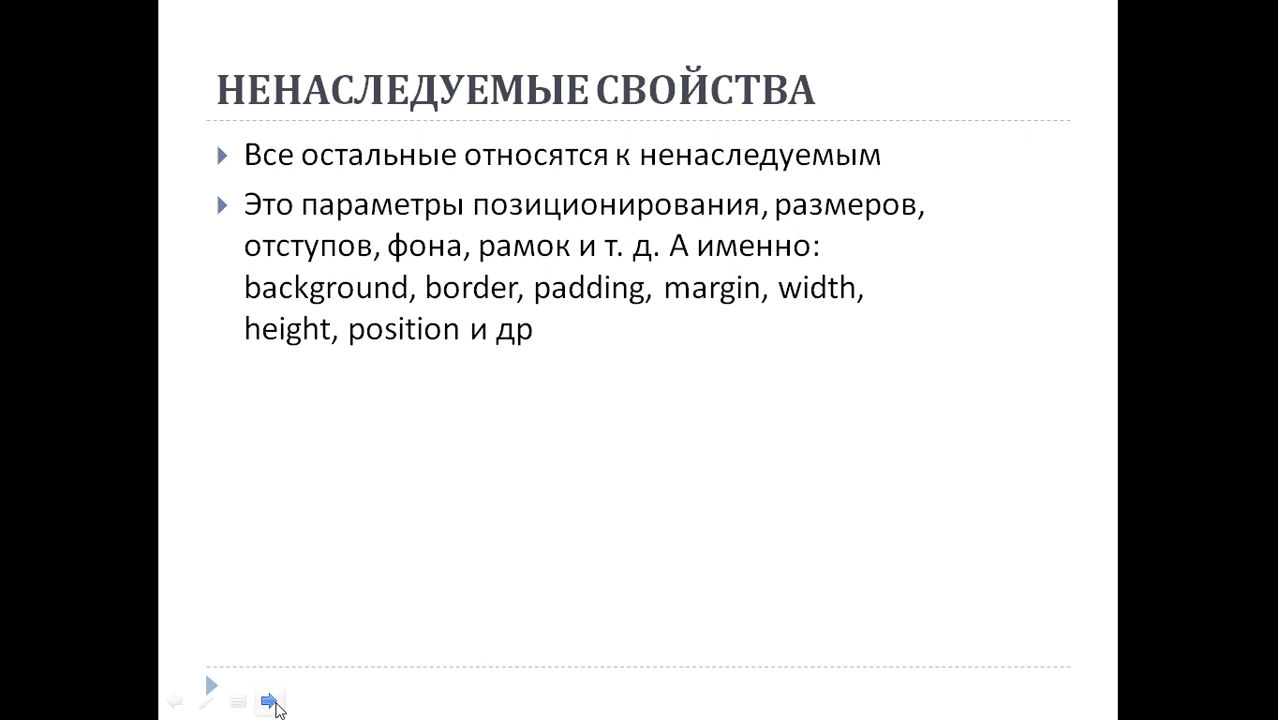 НЕНАСЛЕДУЕМЫЕ СВОЙСТВА
Все остальные относятся к ненаследуемым
Это параметры позиционирования, размеров,
отступов, фона, рамок и т. д. А именно:
background, border, padding, margin, width,
height, position и др